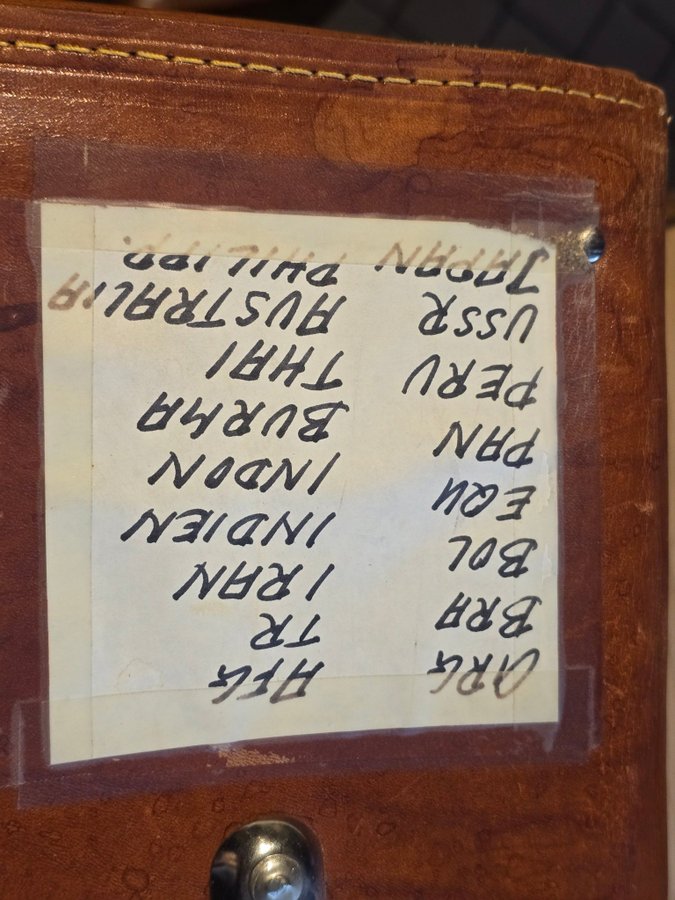 ARG
BRA
BOL
EQU
PAN
PERU
USSR
JAPAN
AFG
TR
IRAN
INDIEN
INDON
BURMA
THAI
AUSTRALIA
PHILIPP.